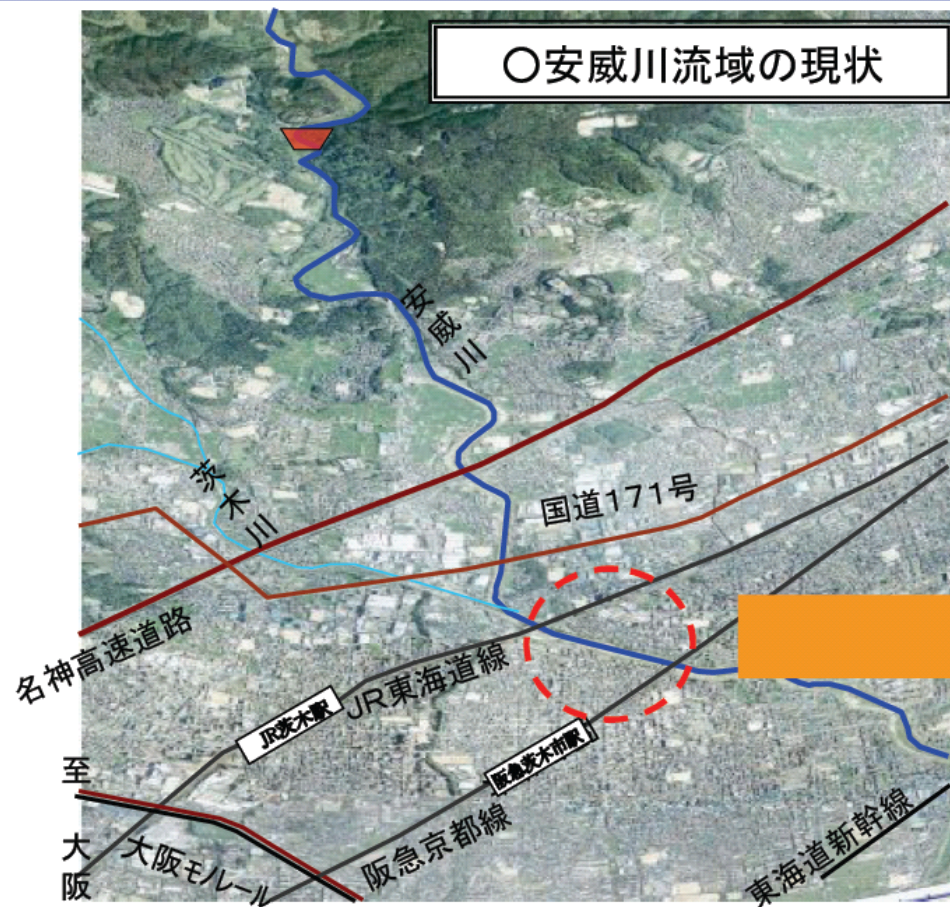 〇安威川流域の現状
安威川
茨木川
国道171号
名神高速道路
JR東海道線
JR茨木駅
阪急茨木市駅
至大阪
大阪モノレール
阪急京都線
東海道新幹線